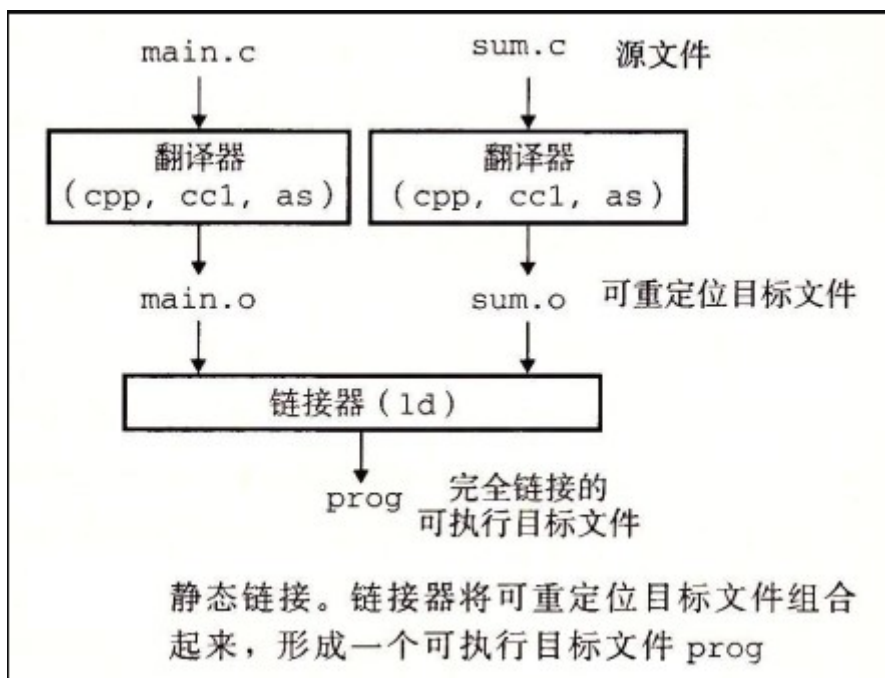 main.c sum.c 源文件
翻译器 翻译器
(cpp, cc1, as) (cpp, cc1, as)
main.o sum.o 可重定位目标文件
链接器(ld)
prog 完全链接的
可执行目标文件
静态链接。链接器将可重定位目标文件组合
起来，形成一个可执行目标文件 prog